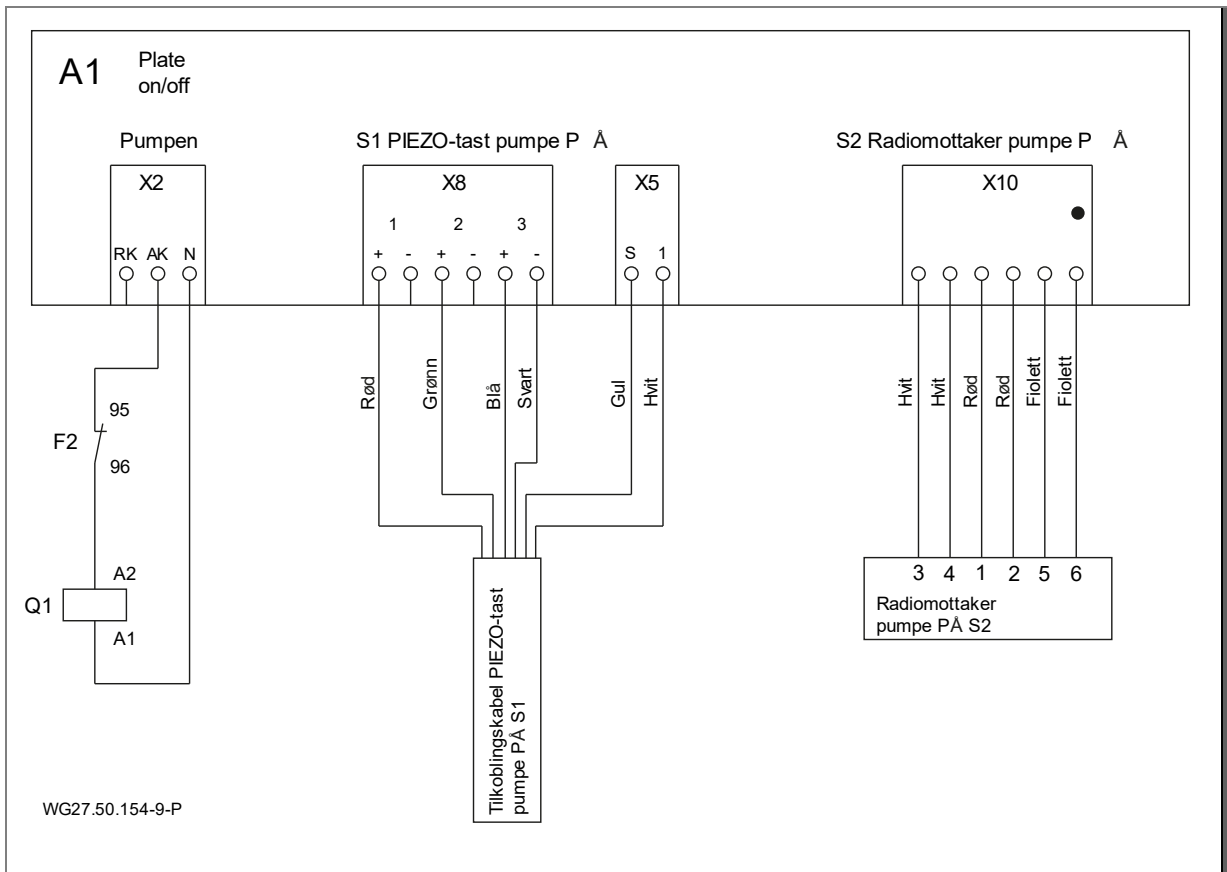 A1
Plate
on/off
Pumpen
S1 PIEZO-tast pumpe P Å
S2 Radiomottaker pumpe P Å
X2
X8
X5
X10
1 2 3
RK AK N
+ - + - + -
S 1
Rød
Grønn
Blå
Svart
Gul
Hvit
Hvit
Hvit
Rød
Rød
Fiolett
Fiolett
95
F2
96
A2
Q1
A1
Tilkoblingskabel PIEZO-tast
pumpe PÅ S1
3 4 1 2 5 6
Radiomottaker
pumpe PÅ S2
WG27.50.154-9-P